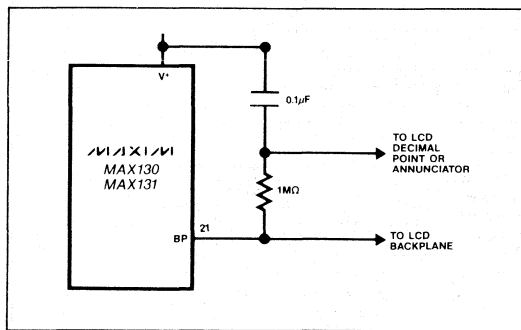 V+
0.1µF
MAXIM
MAX130
MAX131
TO LCD
DECIMAL
POINT OR
ANNUNCIATOR
1MΩ
BP 21
TO LCD
BACKPLANE